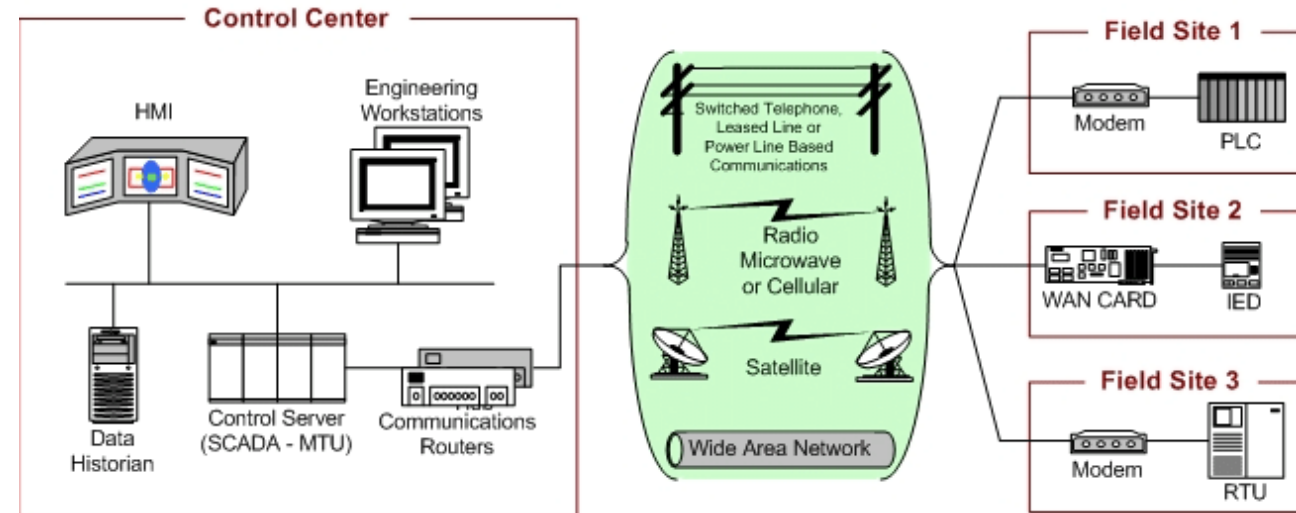 Control Center
HMI
Engineering
Workstations
Data
Historian
Control Server
(SCADA - MTU)
Communications
Routers
Switched Telephone,
Leased Line or
Power Line Based
Communications
Radio
Microwave
or Cellular
Satellite
Wide Area Network
Field Site 1
Modem
PLC
Field Site 2
WAN CARD
IED
Field Site 3
Modem
RTU